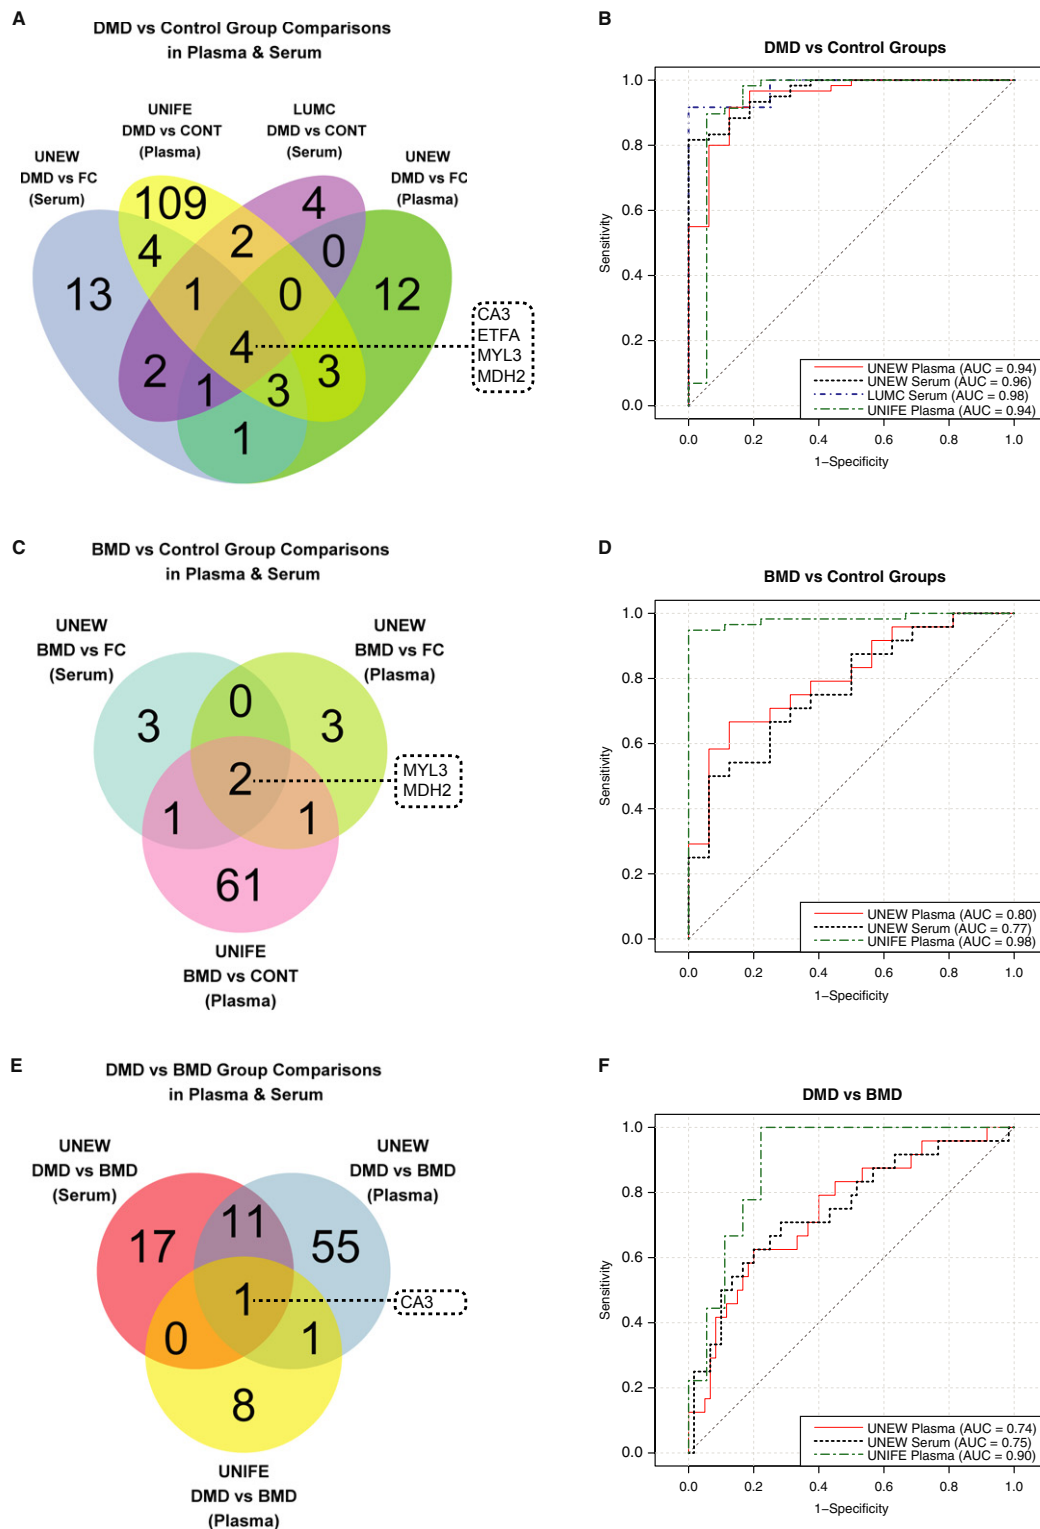 A
DMD vs Control Group Comparisons
in Plasma & Serum
UNIFE
DMD vs CONT
(Plasma)
LUMC
DMD vs CONT
(Serum)
UNEW
DMD vs FC
(Serum)
UNEW
DMD vs FC
(Plasma)
109
4
4
2
0
13
1
0
12
4
2
1
3
3
1
CA3
ETFA
MYL3
MDH2
B
DMD vs Control Groups
Sensitivity
1.0
0.8
0.6
0.4
0.2
0.0
UNEW Plasma (AUC = 0.94)
UNEW Serum (AUC = 0.96)
LUMC Serum (AUC = 0.98)
UNIFE Plasma (AUC = 0.94)
0.0 0.2 0.4 0.6 0.8 1.0
1−Specificity
C
BMD vs Control Group Comparisons
in Plasma & Serum
UNEW
BMD vs FC
(Serum)
UNEW
BMD vs FC
(Plasma)
3
0
3
2
1
1
61
MYL3
MDH2
UNIFE
BMD vs CONT
(Plasma)
D
BMD vs Control Groups
Sensitivity
1.0
0.8
0.6
0.4
0.2
0.0
UNEW Plasma (AUC = 0.80)
UNEW Serum (AUC = 0.77)
UNIFE Plasma (AUC = 0.98)
0.0 0.2 0.4 0.6 0.8 1.0
1−Specificity
E
DMD vs BMD Group Comparisons
in Plasma & Serum
UNEW
DMD vs BMD
(Serum)
UNEW
DMD vs BMD
(Plasma)
17
11
55
1
0
1
8
CA3
UNIFE
DMD vs BMD
(Plasma)
F
DMD vs BMD
Sensitivity
1.0
0.8
0.6
0.4
0.2
0.0
UNEW Plasma (AUC = 0.74)
UNEW Serum (AUC = 0.75)
UNIFE Plasma (AUC = 0.90)
0.0 0.2 0.4 0.6 0.8 1.0
1−Specificity